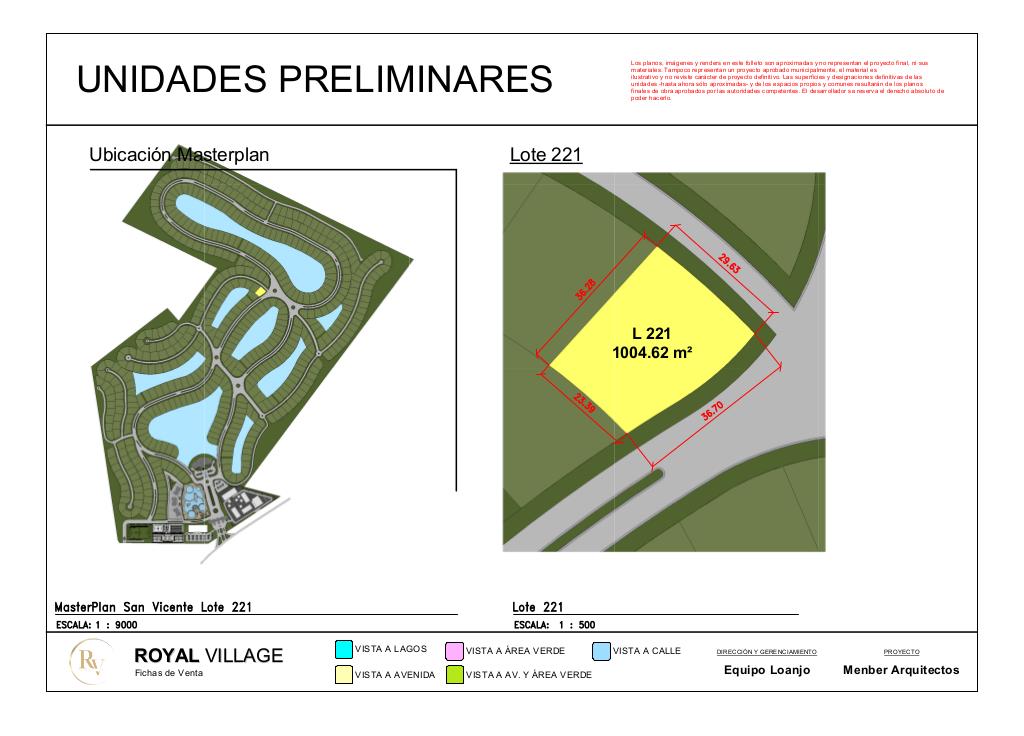 UNIDADES PRELIMINARES
Los planos, imágenes y renders en este folleto son aproximadas y no representan el proyecto final, ni sus
materiales. Tampoco representan un proyecto aprobado municipalmente, el material es
ilustrativo y no reviste carácter de proyecto definitivo. Las superficies y designaciones definitivas de las
unidades -hasta ahora sólo aproximadas- y de los espacios propios y comunes resultarán de los planos
finales de obra aprobados por las autoridades competentes. El desarrollador se reserva el derecho absoluto de
poder hacerlo.
Ubicación Masterplan
Lote 221
29.63
36.28
L 221
1004.62 m²
23.39
36.70
MasterPlan San Vicente Lote 221
ESCALA: 1 : 9000
Lote 221
ESCALA: 1 : 500
RV
ROYAL VILLAGE
Fichas de Venta
VISTA A LAGOS
VISTA A ÁREA VERDE
VISTA A CALLE
VISTA A AVENIDA
VISTA A AV. Y ÁREA VERDE
DIRECCIÓN Y GERENCIAMIENTO
Equipo Loanjo
PROYECTO
Menber Arquitectos